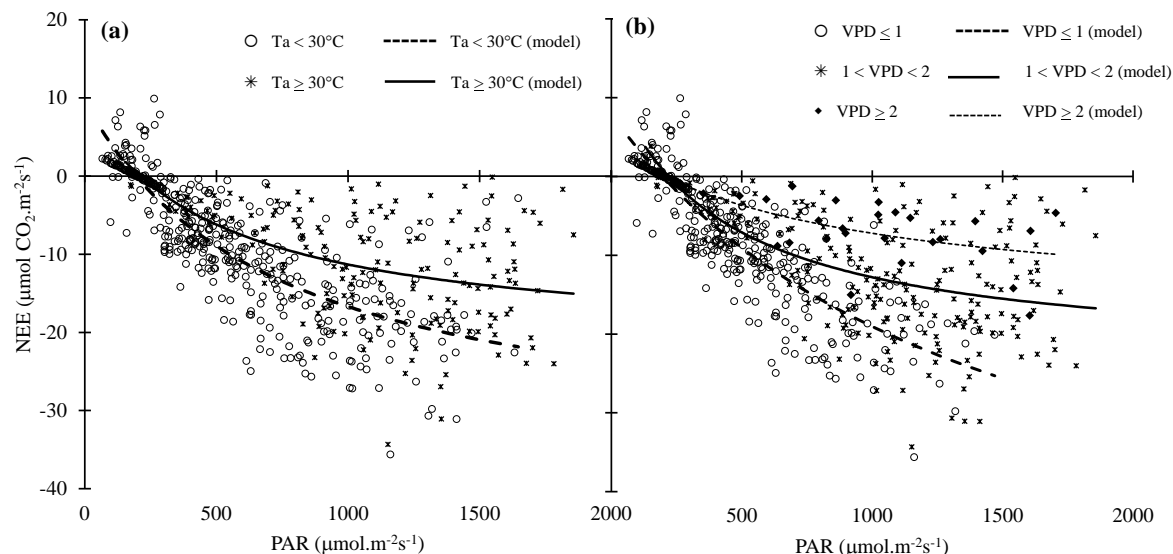 (a)
Ta < 30°C
Ta < 30°C (model)
Ta ≥ 30°C
Ta ≥ 30°C (model)
(b)
VPD ≤ 1
VPD ≤ 1 (model)
1 < VPD < 2
1 < VPD < 2 (model)
VPD ≥ 2
VPD ≥ 2 (model)
NEE (μmol CO₂.m⁻²s⁻¹)
20
10
0
-10
-20
-30
-40
0
500
1000
1500
2000
500
1000
1500
2000
PAR (μmol.m⁻²s⁻¹)
PAR (μmol.m⁻²s⁻¹)